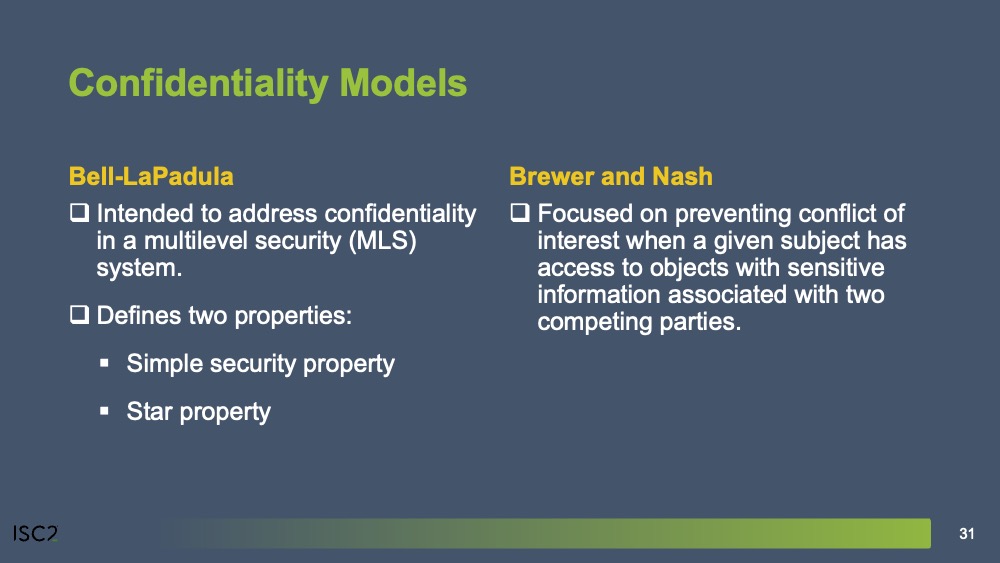 Confidentiality Models
Bell-LaPadula
❑ Intended to address confidentiality
in a multilevel security (MLS)
system.
❑ Defines two properties:
▪ Simple security property
▪ Star property
Brewer and Nash
❑ Focused on preventing conflict of
interest when a given subject has
access to objects with sensitive
information associated with two
competing parties.
ISC2
31